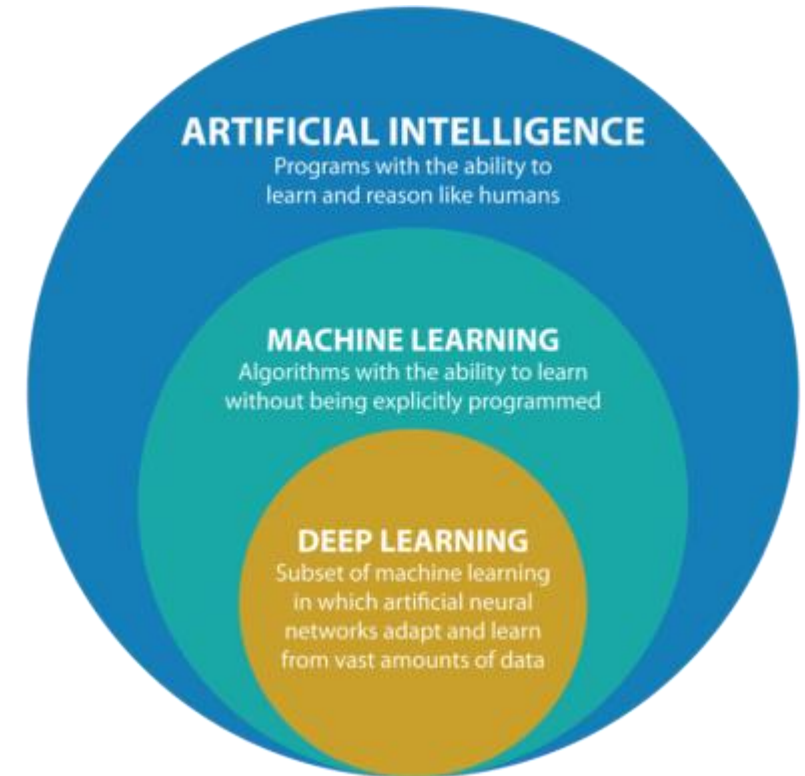 ARTIFICIAL INTELLIGENCE
Programs with the ability to
learn and reason like humans
MACHINE LEARNING
Algorithms with the ability to learn
without being explicitly programmed
DEEP LEARNING
Subset of machine learning
in which artificial neural
networks adapt and learn
from vast amounts of data